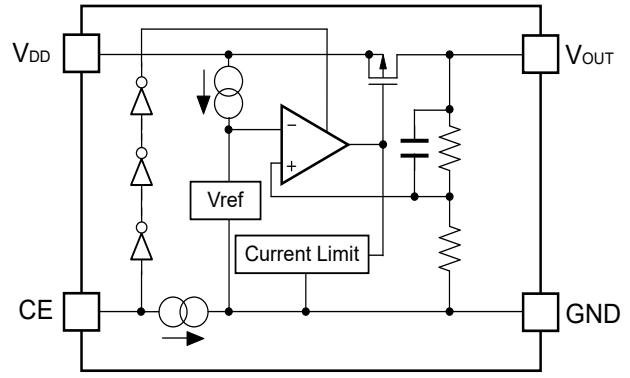 VDD
VOUT
−
+
Vref
Current Limit
CE
GND